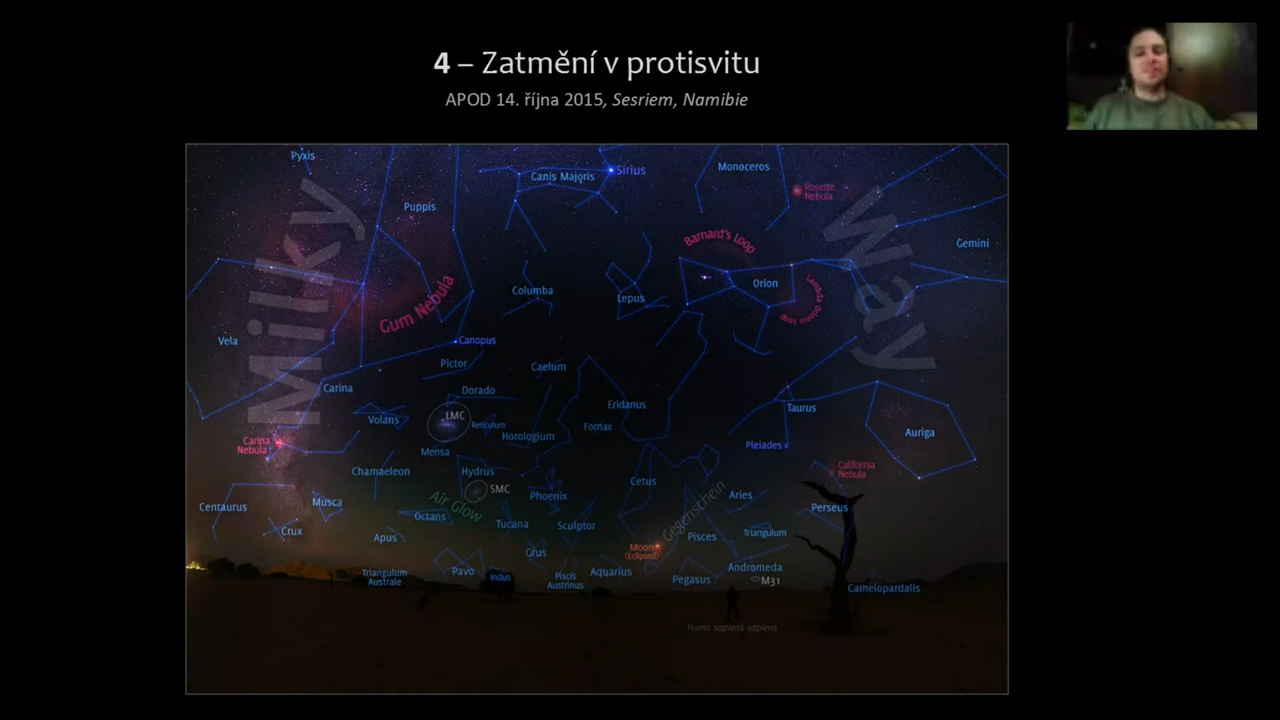 4 – Zatmění v protisvitu
APOD 14. října 2015, Sesriem, Namibie
Pyxis
Canis Majoris
Sirius
Monoceros
Rosette
Nebula
Puppis
Milky
Way
Barnard's Loop
Gemini
Orion
Lambda Orionis Loop
Columba
Lepus
Gum Nebula
Vela
Canopus
Pictor
Caelum
Carina
Dorado
Eridanus
Taurus
LMC
Volans
Reticulum
Fornax
Auriga
Horologium
Carina
Nebula
Pleiades
Mensa
Chamaeleon
Hydrus
California
Nebula
Cetus
SMC
Phoenix
Aries
Air Glow
Gegenschein
Centaurus
Musca
Perseus
Octans
Tucana
Sculptor
Crux
Apus
Pisces
Triangulum
Grus
Moon
(Eclipsed)
Pavo
Indus
Aquarius
Andromeda
Triangulum
Australe
Piscis
Austrinus
Pegasus
M31
Camelopardalis
Homo sapiens sapiens